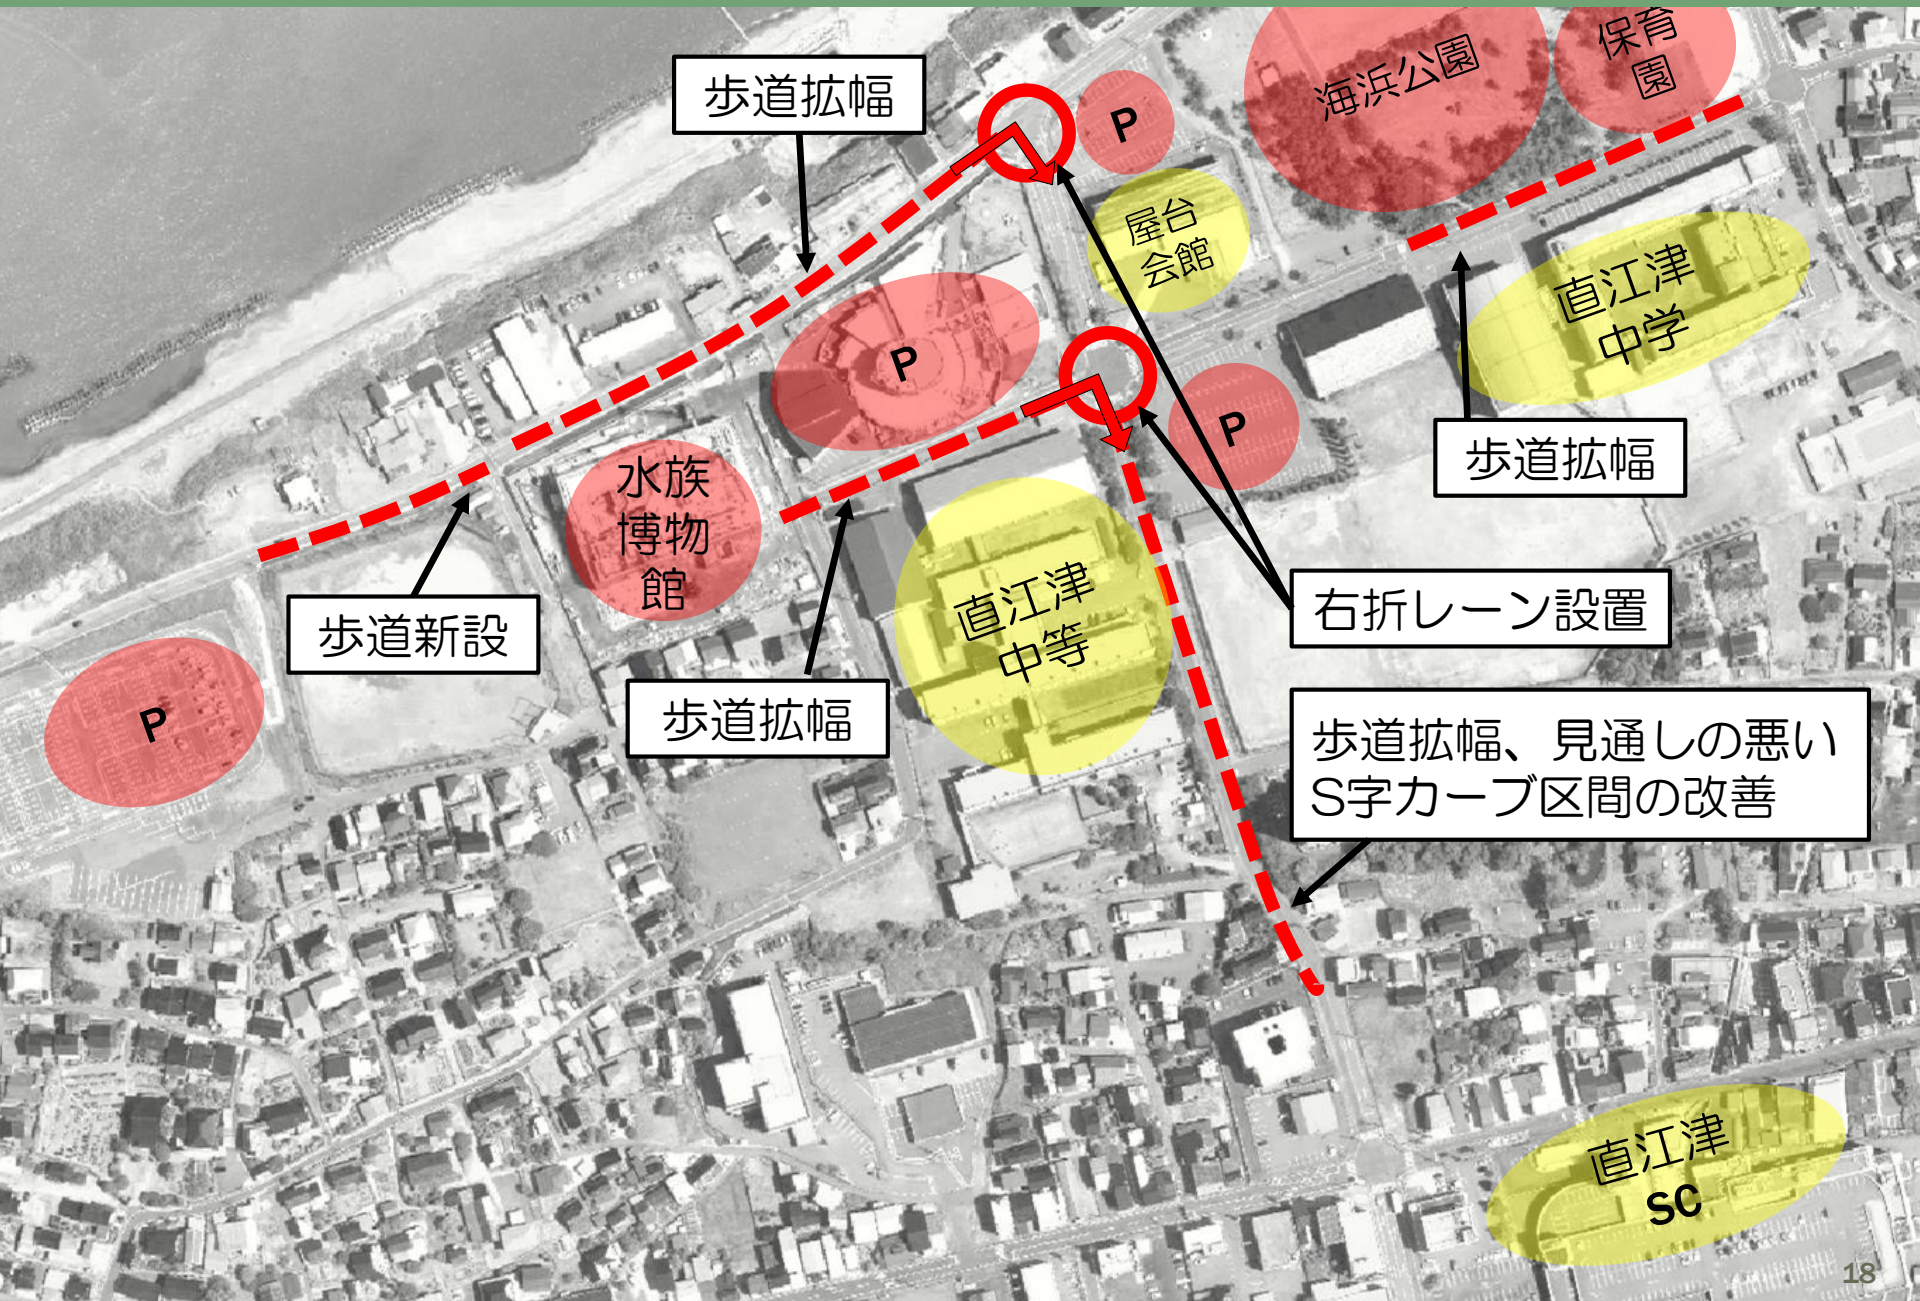 保育
園
海浜公園
歩道拡幅
P
屋台
会館
直江津
中学
P
P
歩道拡幅
水族
博物
館
直江津
中等
右折レーン設置
歩道新設
歩道拡幅
P
歩道拡幅、見通しの悪い
S字カーブ区間の改善
直江津
SC
18